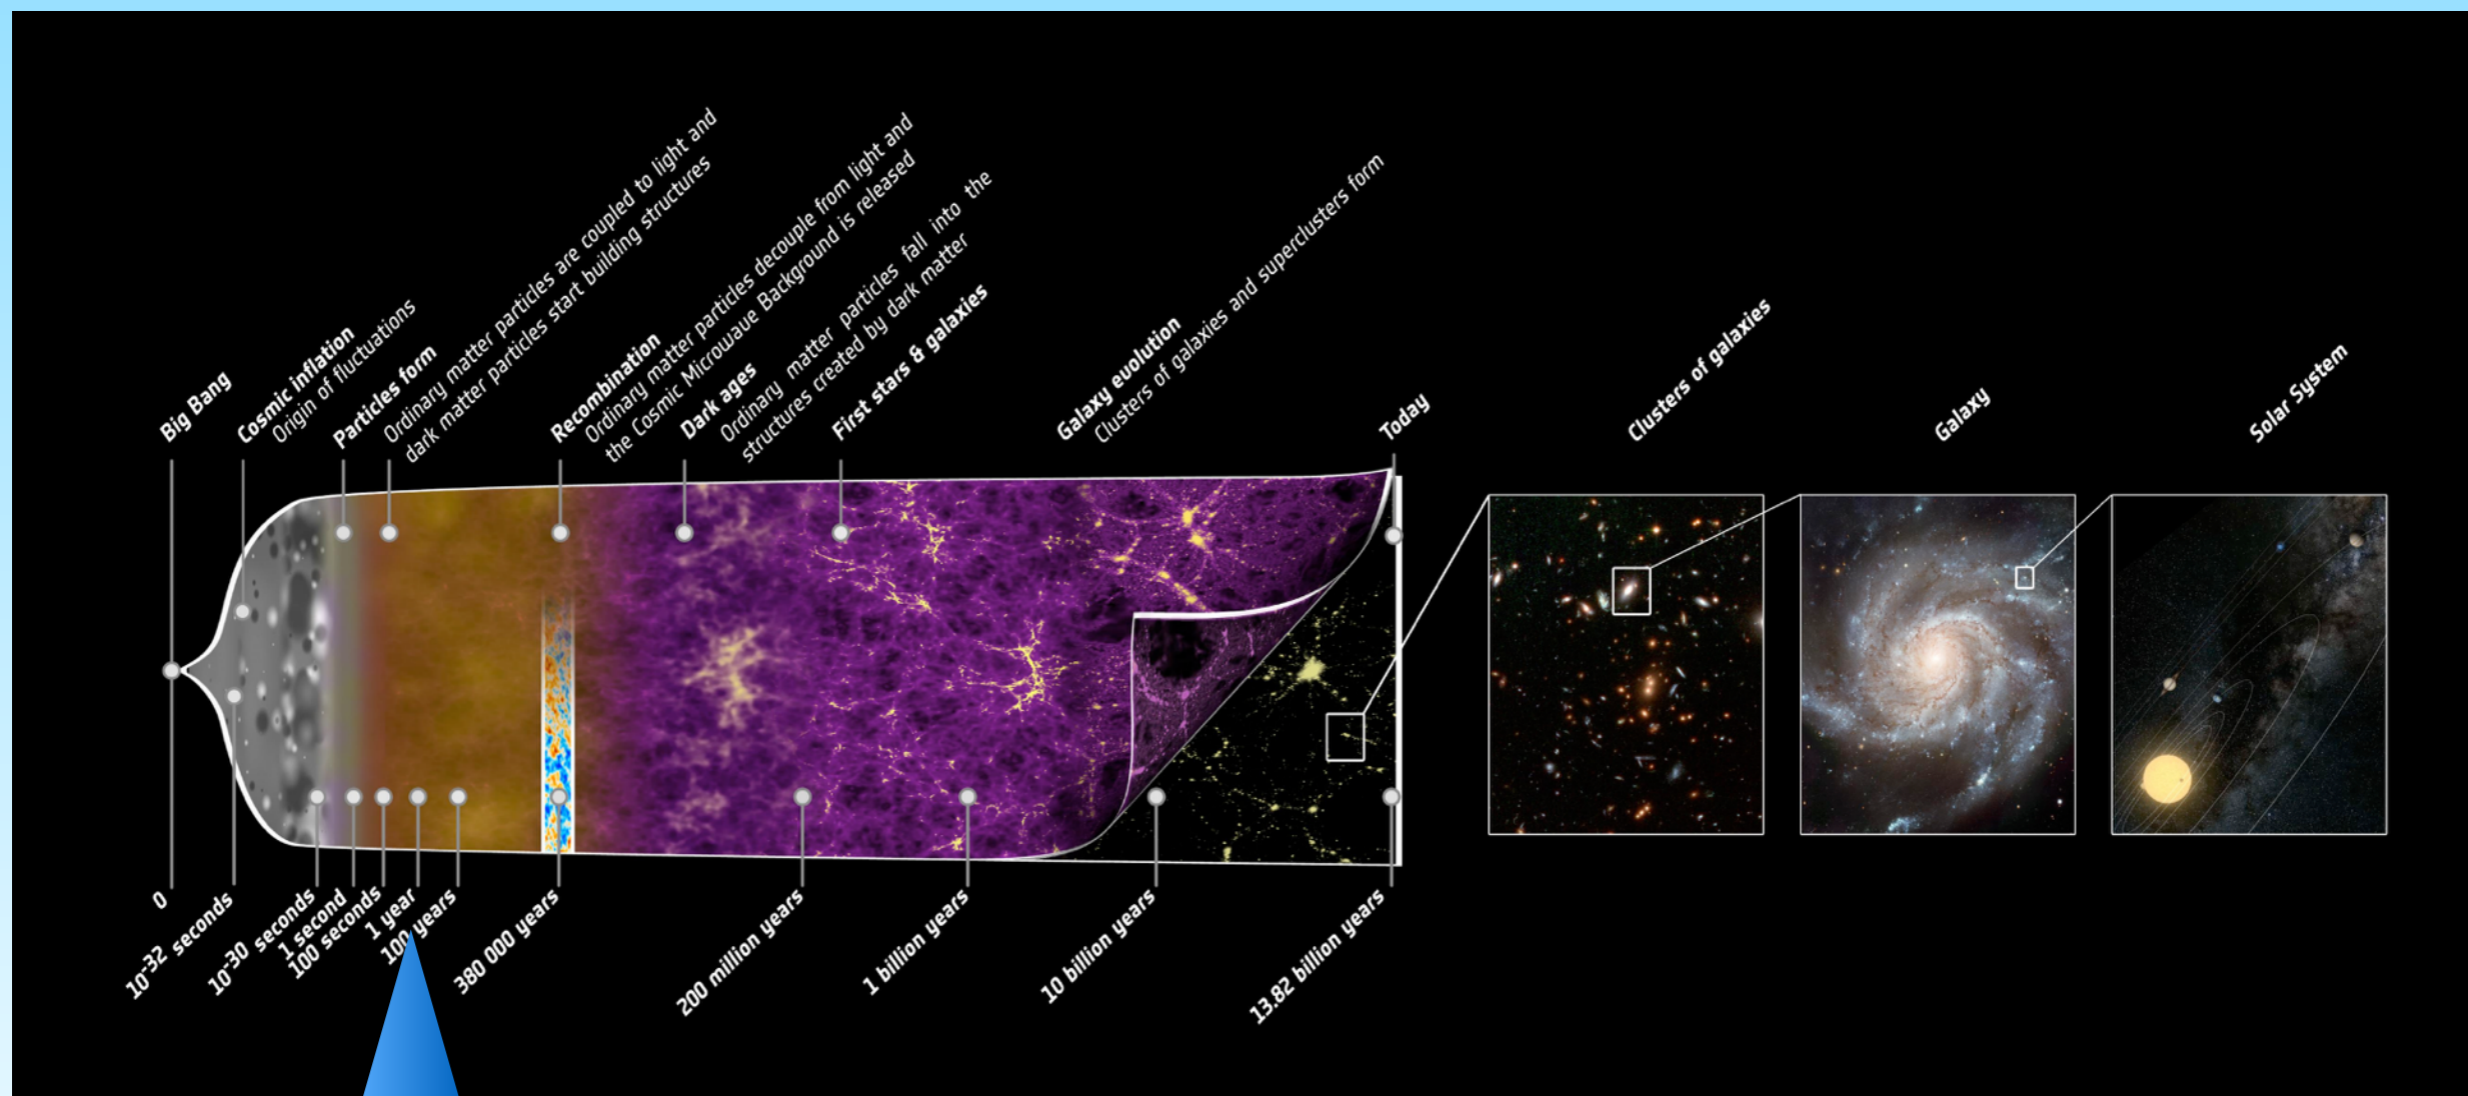 Big Bang
Cosmic inflation
Origin of fluctuations
Particles form
Ordinary matter particles are coupled to light and
dark matter particles start building structures
Recombination
Ordinary matter particles decouple from light and
the Cosmic Microwave Background is released
Dark ages
Ordinary matter particles fall into the
structures created by dark matter
First stars & galaxies
Galaxy evolution
Clusters of galaxies and superclusters form
Today
Clusters of galaxies
Galaxy
Solar System
0
10-32 seconds
10-30 seconds
1 second
100 seconds
1 year
100 years
380 000 years
200 million years
1 billion years
10 billion years
13.82 billion years